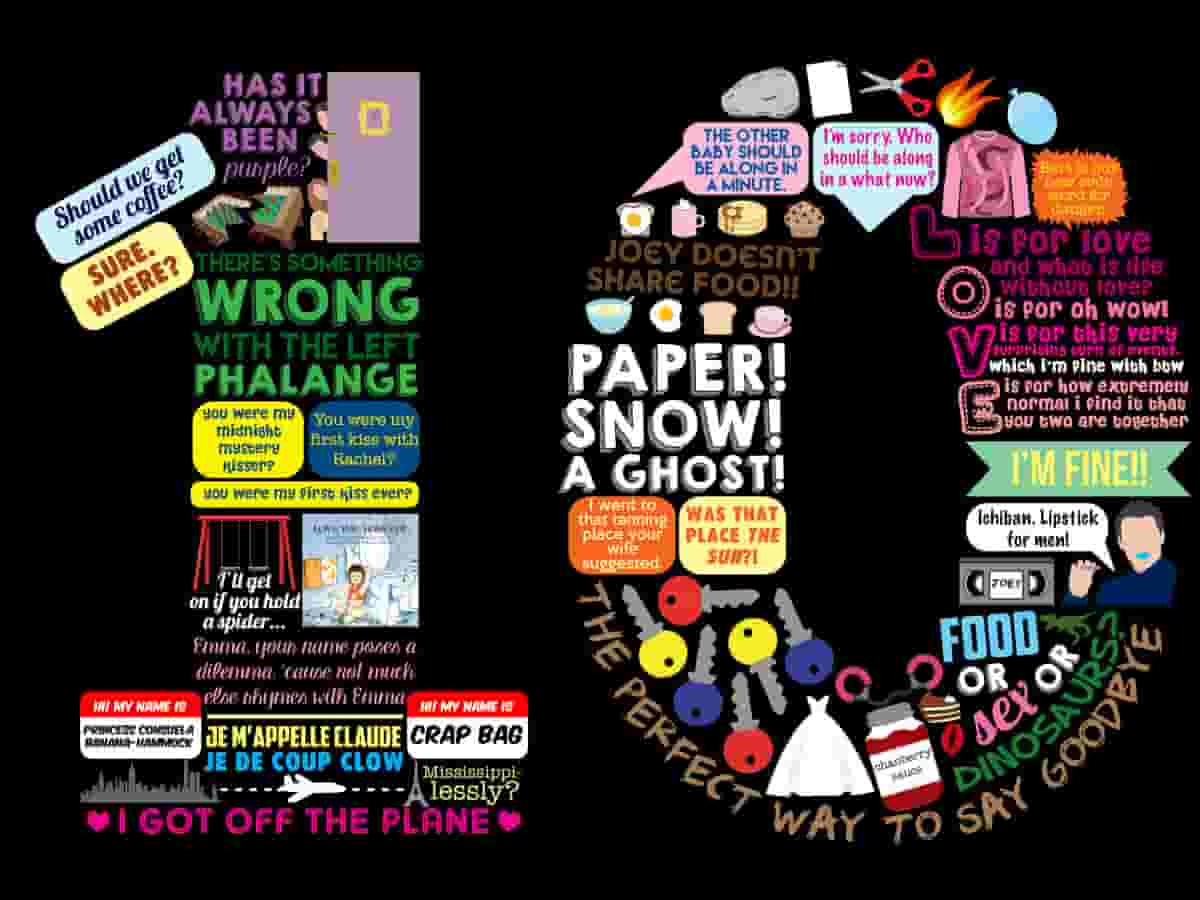 HAS IT
ALWAYS
BEEN
purple?
Should we get
some coffee?
SURE.
WHERE?
THERE'S SOMETHING
WRONG
WITH THE LEFT
PHALANGE
you were my
midnight
mystery
kisser?
You were my
first kiss with
Rachel?
you were my first kiss ever?
I'll get
on if you hold
a spider...
Emma, your name poses a
dilemma, 'cause not much
else rhymes with Emma
HI! MY NAME IS
PRINCESS CONSUELA
BANANA-HAMMOCK
JE M'APPELLE CLAUDE
JE DE COUP CLOW
HI! MY NAME IS
CRAP BAG
Mississippi-
lessly?
I GOT OFF THE PLANE
THE OTHER
BABY SHOULD
BE ALONG IN
A MINUTE.
I'm sorry. Who
should be along
in a what now?
word for
danger
JOEY DOESN'T
SHARE FOOD!!
PAPER!
SNOW!
A GHOST!
I went to
that tanning
place your
wife
suggested.
WAS THAT
PLACE THE
SUN?!
L is for love
and what is life
without love?
O is for oh wow!
V is for this very
surprising turn of events.
which i'm fine with btw
E is for how extremely
normal i find it that
you two are together
I'M FINE!!
Ichiban. Lipstick
for men!
JOEY
FOOD
OR
sex OR
DINOSAURS?
chanberry
sauce
THE PERFECT WAY TO SAY GOODBYE